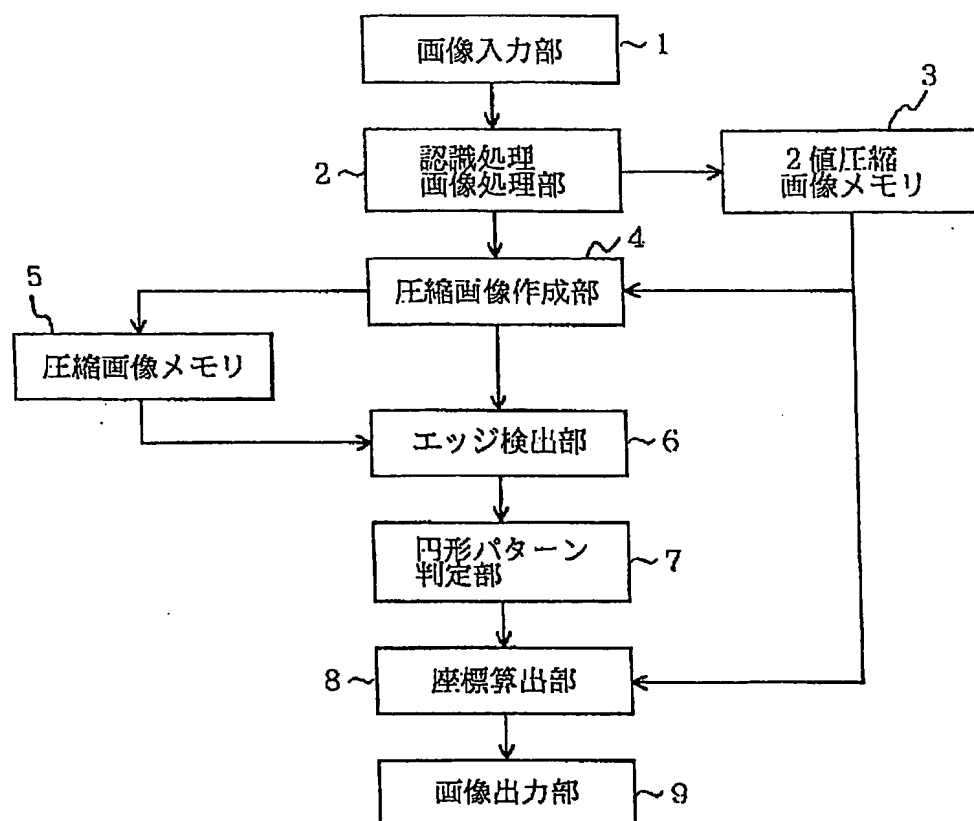 画像入力部
1
認識処理
画像処理部
2
2値圧縮
画像メモリ
3
圧縮画像作成部
4
圧縮画像メモリ
5
エッジ検出部
6
円形パターン
判定部
7
座標算出部
8
画像出力部
9